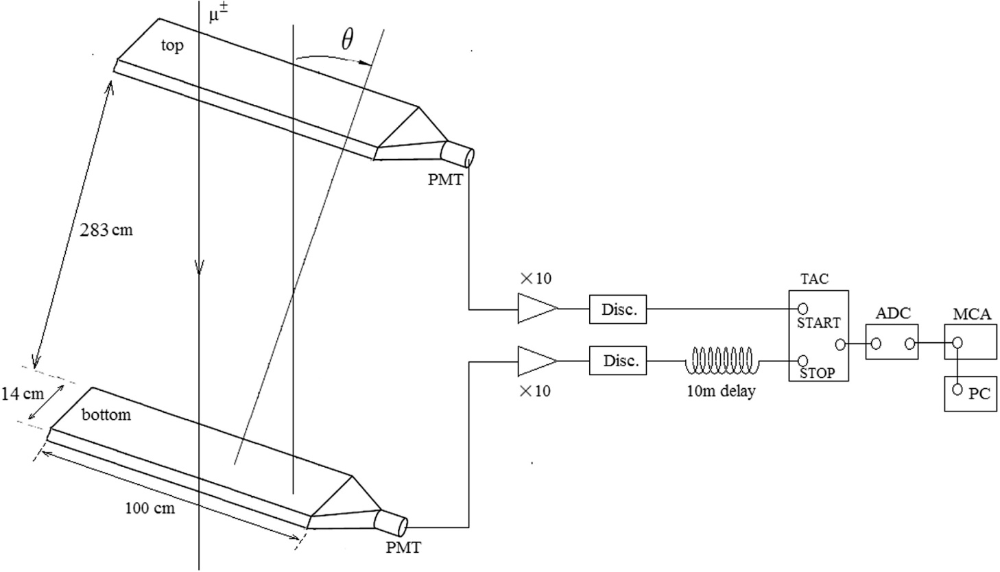 μ±
θ
top
PMT
283 cm
×10
Disc.
TAC
START
ADC
MCA
×10
Disc.
10m delay
STOP
PC
14 cm
bottom
100 cm
PMT